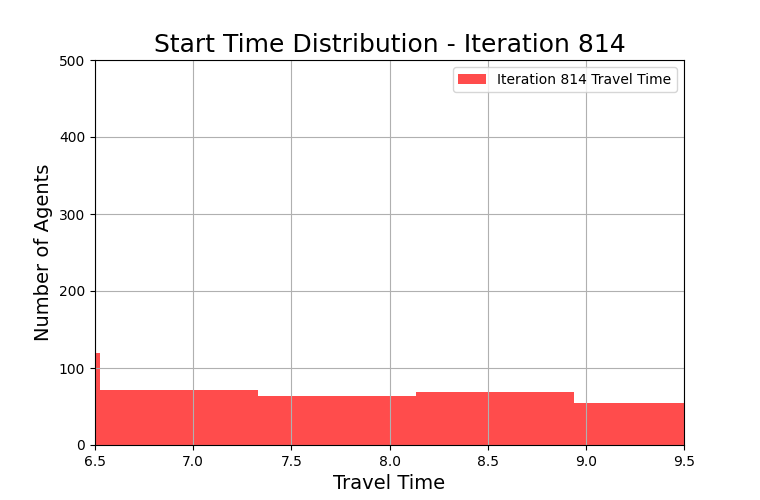 Start Time Distribution - Iteration 814
Iteration 814 Travel Time
Number of Agents
500
400
300
200
100
0
6.5 7.0 7.5 8.0 8.5 9.0 9.5
Travel Time